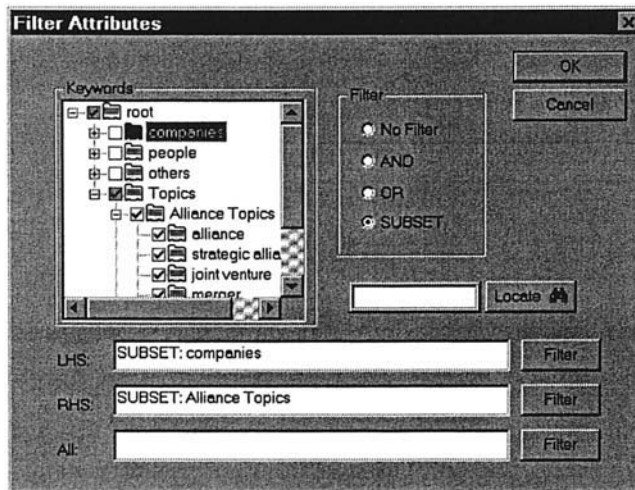 Filter Attributes
OK
Cancel
Keywords
root
companies
people
others
Topics
Alliance Topics
alliance
strategic allia
joint venture
merger
Filter
No Filter
AND
OR
SUBSET
Locate
LHS: SUBSET: companies Filter
RHS: SUBSET: Alliance Topics Filter
All: Filter